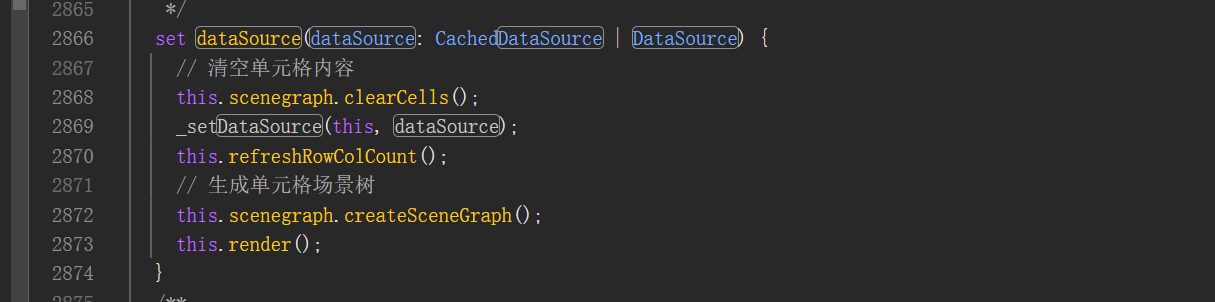 2865 */
2866 set dataSource(dataSource: CachedDataSource | DataSource) {
2867 // 清空单元格内容
2868 this.scenegraph.clearCells();
2869 _setDataSource(this, dataSource);
2870 this.refreshRowColCount();
2871 // 生成单元格场景树
2872 this.scenegraph.createSceneGraph();
2873 this.render();
2874 }
2875 /**